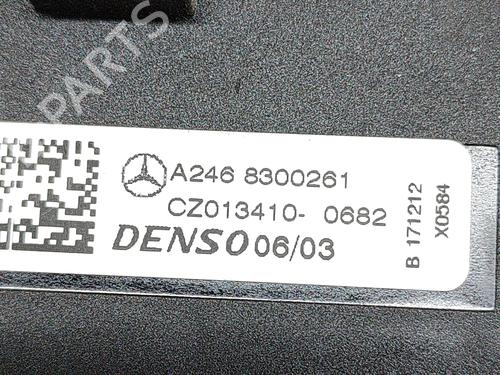 PARTS
A246 8300261
CZ013410- 0682
DENSO 06/03
B 171212
X0584